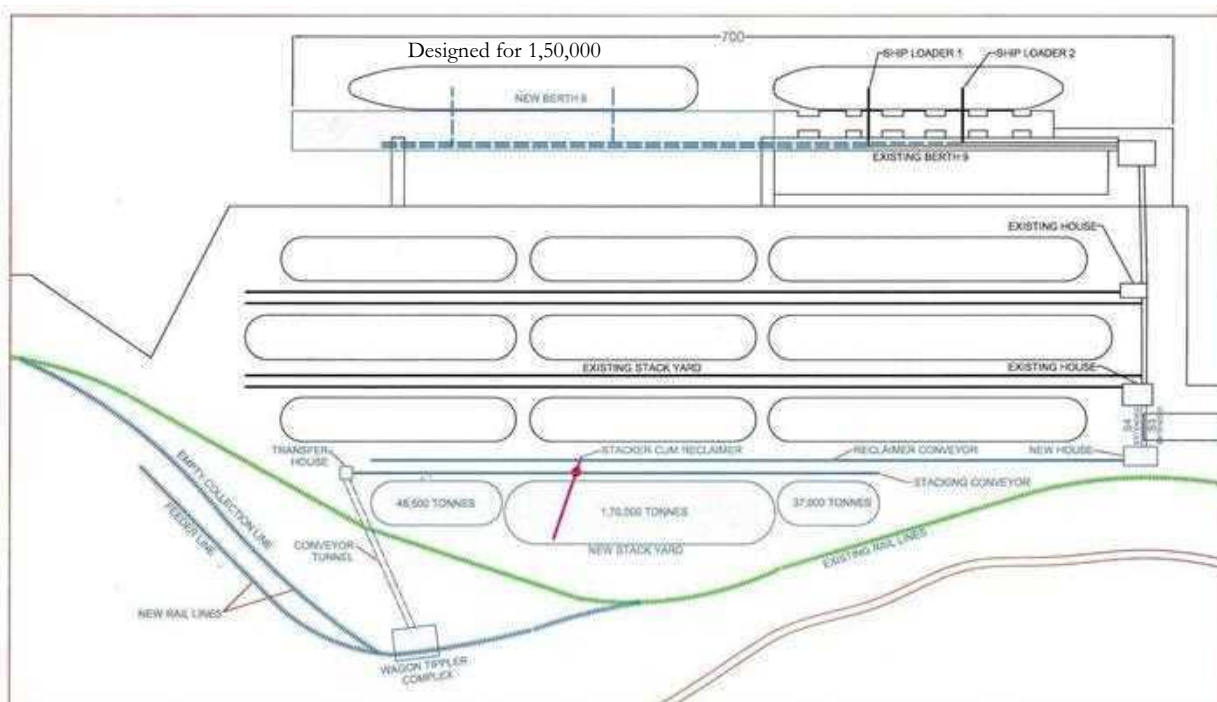 Designed for 1,50,000
700
SHIP LOADER 1
SHIP LOADER 2
NEW BERTH 8
EXISTING BERTH 9
EXISTING HOUSE
EXISTING STACK YARD
EXISTING HOUSE
S4
S3
TRANSFER
HOUSE
STACKER CUM RECLAIMER
RECLAIMER CONVEYOR
NEW HOUSE
STACKING CONVEYOR
EMPTY COLLECTION LINE
FEEDER LINE
1,70,000 TONNES
37,000 TONNES
NEW STACK YARD
CONVEYOR
TUNNEL
EXISTING RAIL LINES
NEW RAIL LINES
WAGON TIPPLER
COMPLEX